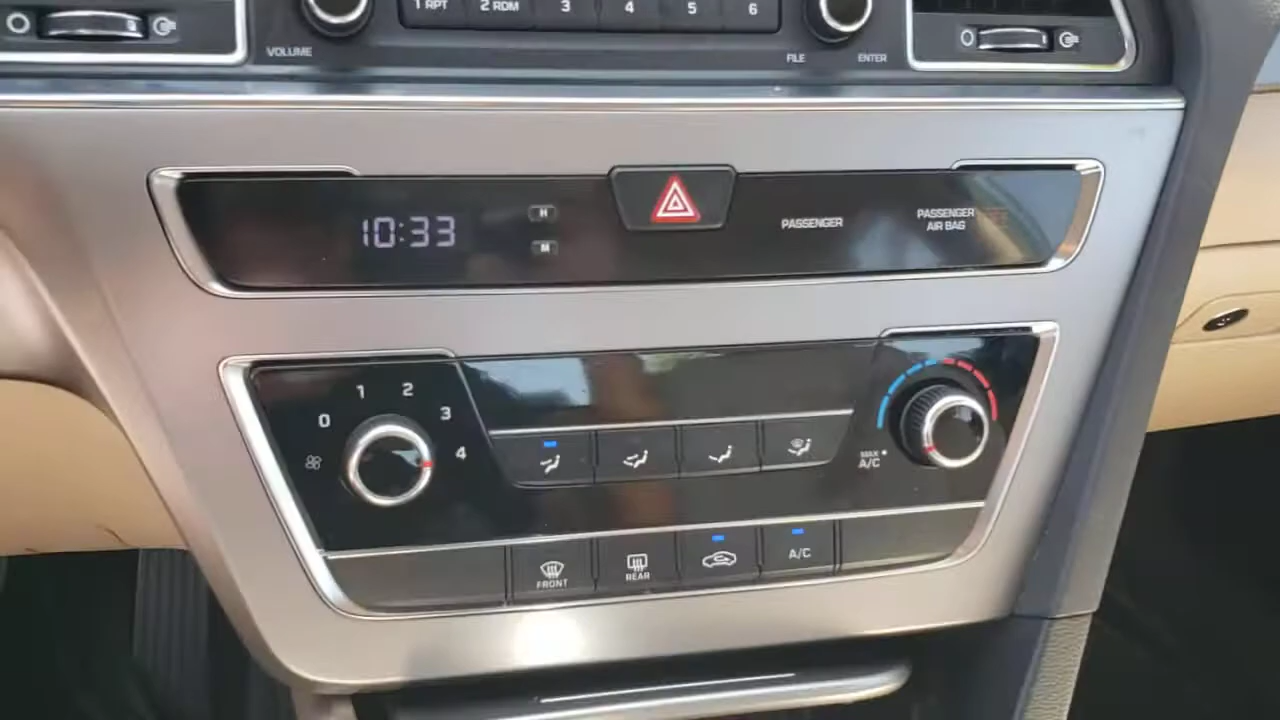 1 RPT 2 RDM 3 4 5 6
VOLUME
FILE ENTER
10:33
H
M
PASSENGER
PASSENGER
AIR BAG
0 1 2 3 4
MAX
A/C
FRONT
REAR
A/C